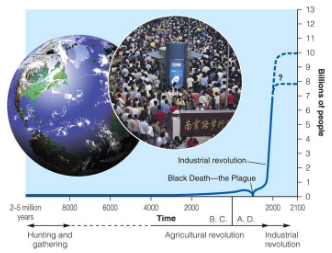 13
12
11
10
9
8
7
6
5
4
3
2
1
0
Billions of people
?
Industrial revolution
Black Death—the Plague
2–5 million
years
8000
6000
4000
2000
2000
2100
Time
B. C.
A. D.
Hunting and
gathering
Agricultural revolution
Industrial
revolution